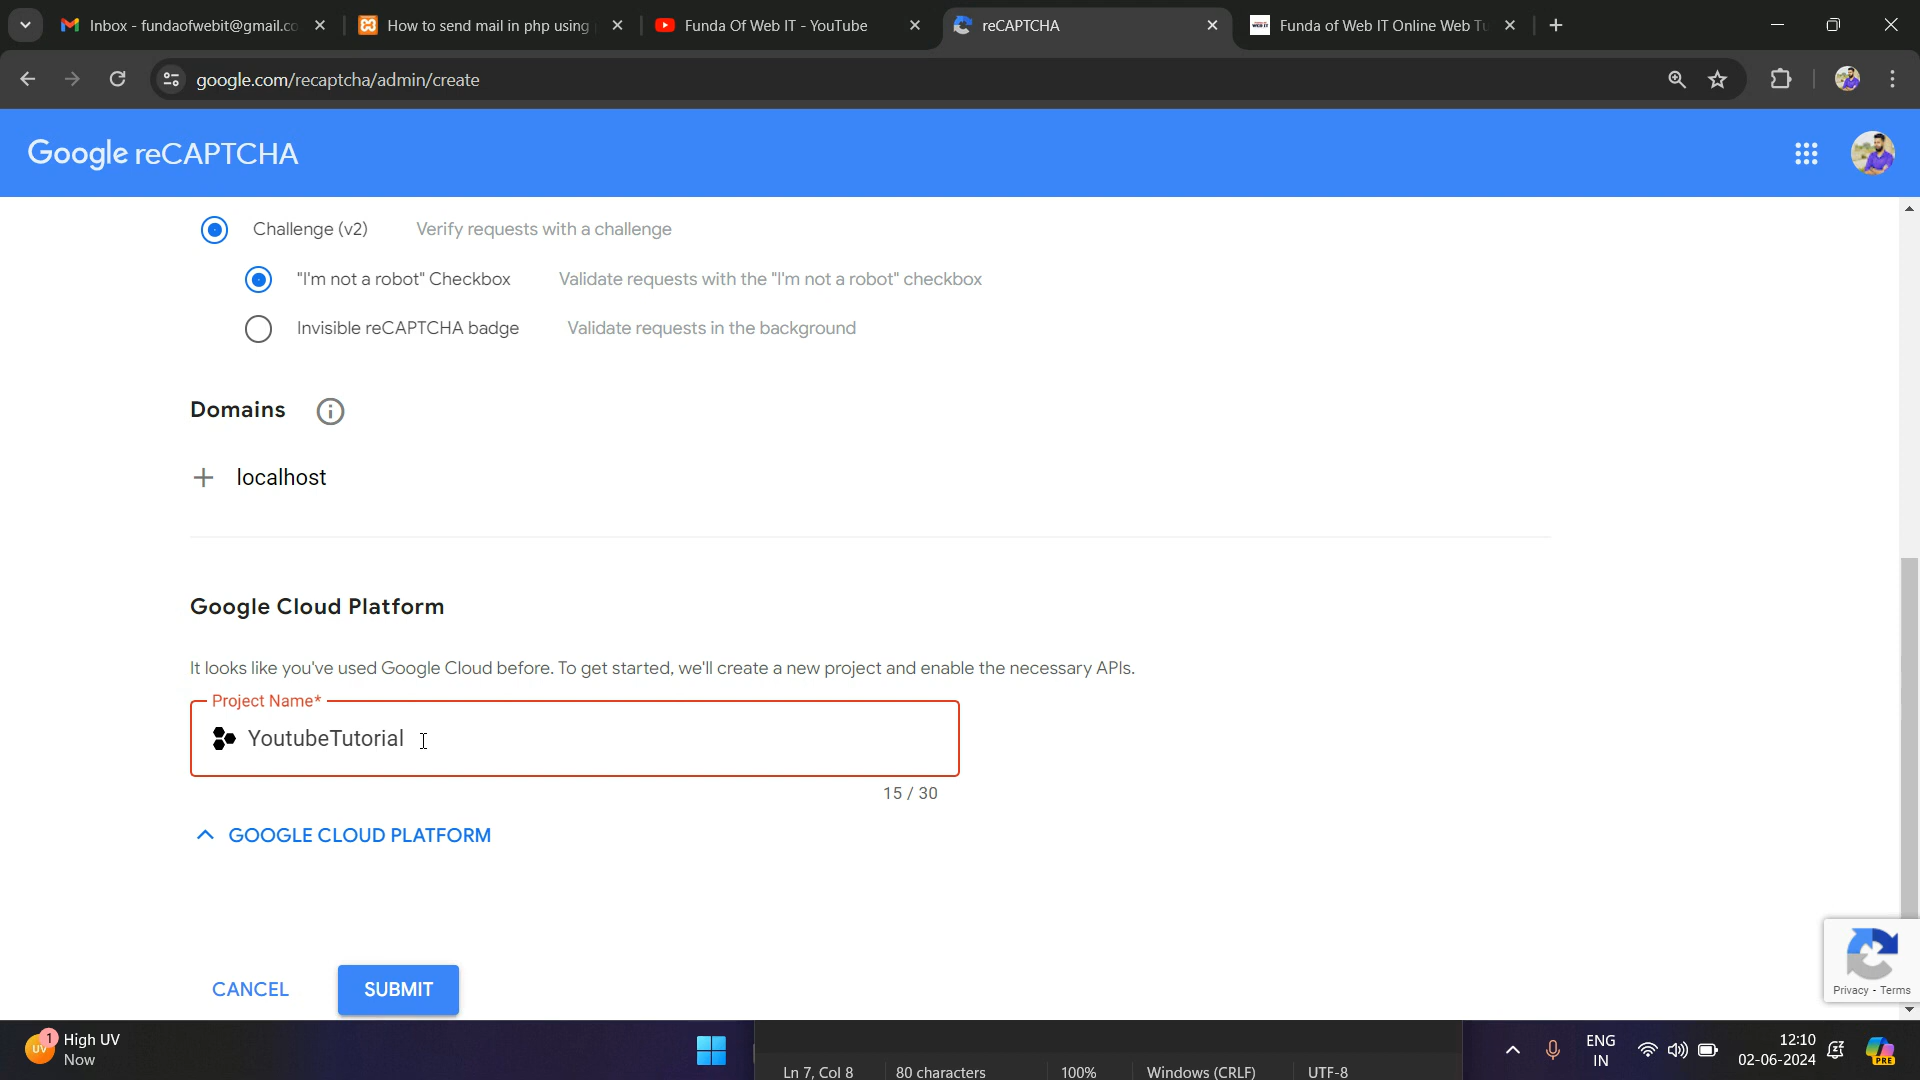 Inbox - fundaofwebit@gmail.co
How to send mail in php using
Funda Of Web IT - YouTube
reCAPTCHA
Funda of Web IT Online Web Tu
google.com/recaptcha/admin/create
Google reCAPTCHA
Challenge (v2) Verify requests with a challenge
"I'm not a robot" Checkbox Validate requests with the "I'm not a robot" checkbox
Invisible reCAPTCHA badge Validate requests in the background
Domains
localhost
Google Cloud Platform
It looks like you've used Google Cloud before. To get started, we'll create a new project and enable the necessary APIs.
Project Name*
YoutubeTutorial
15 / 30
GOOGLE CLOUD PLATFORM
CANCEL SUBMIT
Privacy - Terms
1
UV
High UV
Now
Ln 7, Col 8 80 characters 100% Windows (CRLF) UTF-8
ENG
IN
12:10
02-06-2024
PRE